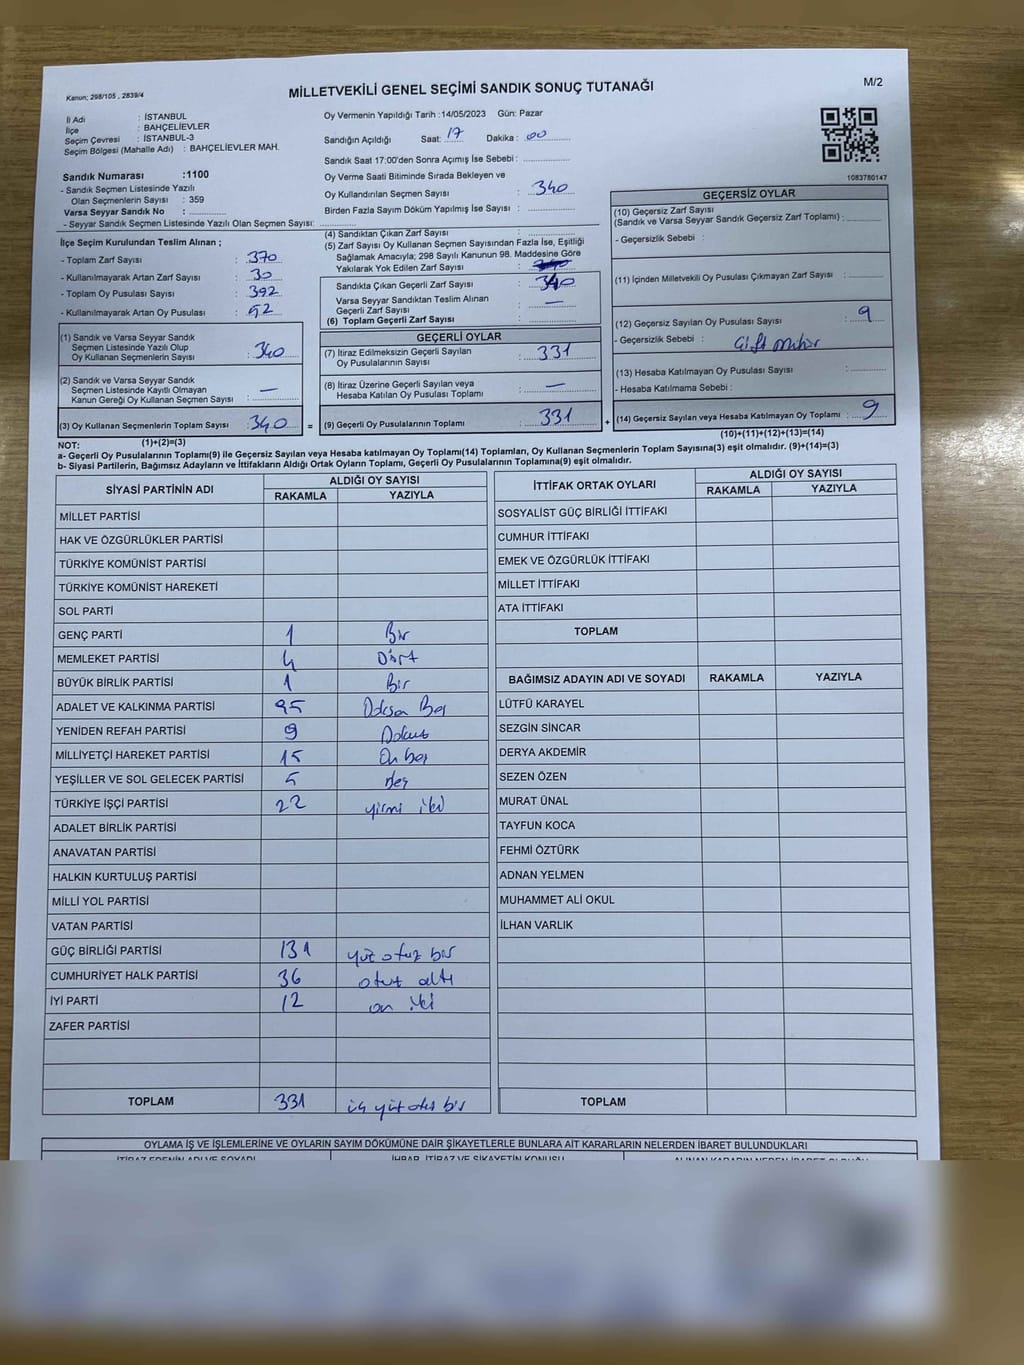 Kanun; 298/105 , 2839/4
MİLLETVEKİLİ GENEL SEÇİMİ SANDIK SONUÇ TUTANAĞI
M/2
İl Adı : İSTANBUL
İlçe : BAHÇELİEVLER
Seçim Çevresi : İSTANBUL-3
Seçim Bölgesi (Mahalle Adı) : BAHÇELİEVLER MAH.
Sandık Numarası :1100
- Sandık Seçmen Listesinde Yazılı
Olan Seçmenlerin Sayısı : 359
Varsa Seyyar Sandık No :
- Seyyar Sandık Seçmen Listesinde Yazılı Olan Seçmen Sayısı:
Oy Vermenin Yapıldığı Tarih :14/05/2023 Gün: Pazar
Sandığın Açıldığı Saat: 17 Dakika : 00
Sandık Saat 17:00'den Sonra Açımış İse Sebebi :
Oy Verme Saati Bitiminde Sırada Bekleyen ve
Oy Kullandırılan Seçmen Sayısı : 340
Birden Fazla Sayım Döküm Yapılmış İse Sayısı :
1083780147
İlçe Seçim Kurulundan Teslim Alınan ;
- Toplam Zarf Sayısı : 370
- Kullanılmayarak Artan Zarf Sayısı : 30
- Toplam Oy Pusulası Sayısı : 392
- Kullanılmayarak Artan Oy Pusulası : 52
(1) Sandık ve Varsa Seyyar Sandık
Seçmen Listesinde Yazılı Olup
Oy Kullanan Seçmenlerin Sayısı : 340
(2) Sandık ve Varsa Seyyar Sandık
Seçmen Listesinde Kayıtlı Olmayan
Kanun Gereği Oy Kullanan Seçmen Sayısı : —
(3) Oy Kullanan Seçmenlerin Toplam Sayısı : 340 =
(4) Sandıktan Çıkan Zarf Sayısı :
(5) Zarf Sayısı Oy Kullanan Seçmen Sayısından Fazla İse, Eşitliği
Sağlamak Amacıyla; 298 Sayılı Kanunun 98. Maddesine Göre
Yakılarak Yok Edilen Zarf Sayısı :
Sandıkta Çıkan Geçerli Zarf Sayısı : 340
Varsa Seyyar Sandıktan Teslim Alınan
Geçerli Zarf Sayısı : —
(6) Toplam Geçerli Zarf Sayısı :
GEÇERLİ OYLAR
(7) İtiraz Edilmeksizin Geçerli Sayılan
Oy Pusulalarının Sayısı : 331
(8) İtiraz Üzerine Geçerli Sayılan veya
Hesaba Katılan Oy Pusulası Toplamı : —
(9) Geçerli Oy Pusulalarının Toplamı : 331 +
GEÇERSİZ OYLAR
(10) Geçersiz Zarf Sayısı
(Sandık ve Varsa Seyyar Sandık Geçersiz Zarf Toplamı) :
- Geçersizlik Sebebi :
(11) İçinden Milletvekili Oy Pusulası Çıkmayan Zarf Sayısı :
(12) Geçersiz Sayılan Oy Pusulası Sayısı : 9
- Geçersizlik Sebebi : Çift mühür
(13) Hesaba Katılmayan Oy Pusulası Sayısı :
- Hesaba Katılmama Sebebi :
(14) Geçersiz Sayılan veya Hesaba Katılmayan Oy Toplamı : 9
NOT: (1)+(2)=(3) (10)+(11)+(12)+(13)=(14)
a- Geçerli Oy Pusulalarının Toplamı(9) ile Geçersiz Sayılan veya Hesaba katılmayan Oy Toplamı(14) Toplamları, Oy Kullanan Seçmenlerin Toplam Sayısına(3) eşit olmalıdır. (9)+(14)=(3)
b- Siyasi Partilerin, Bağımsız Adayların ve İttifakların Aldığı Ortak Oyların Toplamı, Geçerli Oy Pusulalarının Toplamına(9) eşit olmalıdır.
SİYASİ PARTİNİN ADI
ALDIĞI OY SAYISI
RAKAMLA YAZIYLA
MİLLET PARTİSİ
HAK VE ÖZGÜRLÜKLER PARTİSİ
TÜRKİYE KOMÜNİST PARTİSİ
TÜRKİYE KOMÜNİST HAREKETİ
SOL PARTİ
GENÇ PARTİ 1 Bir
MEMLEKET PARTİSİ 4 Dört
BÜYÜK BİRLİK PARTİSİ 1 Bir
ADALET VE KALKINMA PARTİSİ 95 Doksan Beş
YENİDEN REFAH PARTİSİ 9 Dokuz
MİLLİYETÇİ HAREKET PARTİSİ 15 On beş
YEŞİLLER VE SOL GELECEK PARTİSİ 5 Beş
TÜRKİYE İŞÇİ PARTİSİ 22 yirmi iki
ADALET BİRLİK PARTİSİ
ANAVATAN PARTİSİ
HALKIN KURTULUŞ PARTİSİ
MİLLİ YOL PARTİSİ
VATAN PARTİSİ
GÜÇ BİRLİĞİ PARTİSİ 131 yüz otuz bir
CUMHURİYET HALK PARTİSİ 36 otuz altı
İYİ PARTİ 12 on iki
ZAFER PARTİSİ
TOPLAM 331 üç yüz otuz bir
İTTİFAK ORTAK OYLARI
ALDIĞI OY SAYISI
RAKAMLA YAZIYLA
SOSYALİST GÜÇ BİRLİĞİ İTTİFAKI
CUMHUR İTTİFAKI
EMEK VE ÖZGÜRLÜK İTTİFAKI
MİLLET İTTİFAKI
ATA İTTİFAKI
TOPLAM
BAĞIMSIZ ADAYIN ADI VE SOYADI RAKAMLA YAZIYLA
LÜTFÜ KARAYEL
SEZGİN SİNCAR
DERYA AKDEMİR
SEZEN ÖZEN
MURAT ÜNAL
TAYFUN KOCA
FEHMİ ÖZTÜRK
ADNAN YELMEN
MUHAMMET ALİ OKUL
İLHAN VARLIK
TOPLAM
OYLAMA İŞ VE İŞLEMLERİNE VE OYLARIN SAYIM DÖKÜMÜNE DAİR ŞİKAYETLERLE BUNLARA AİT KARARLARIN NELERDEN İBARET BULUNDUKLARI
İTİRAZ EDENİN ADI VE SOYADI İHBAR, İTİRAZ VE ŞİKAYETİN KONUSU